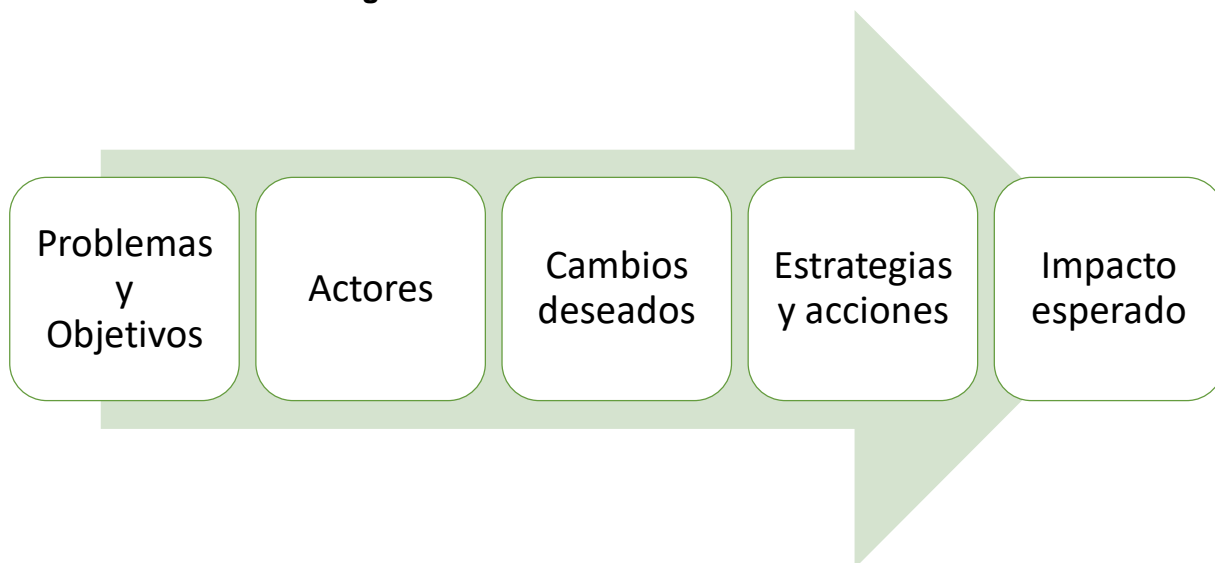 Problemas
y
Objetivos
Actores
Cambios
deseados
Estrategias
y acciones
Impacto
esperado